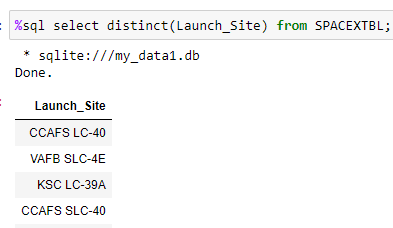 %sql select distinct(Launch_Site) from SPACEXTBL;
* sqlite:///my_data1.db
Done.
Launch_Site
CCAFS LC-40
VAFB SLC-4E
KSC LC-39A
CCAFS SLC-40